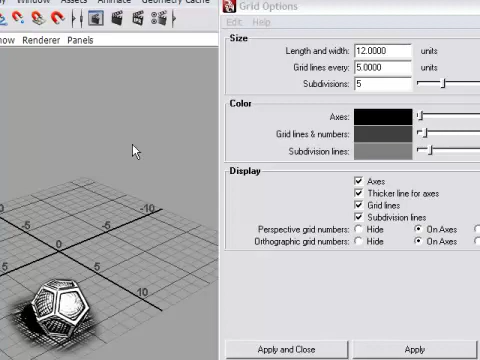 Window Assets Animate Geometry Cache
Show Renderer Panels
-10
-5
-5
0
5
5
10
Grid Options
Edit Help
Size
Length and width: 12.0000 units
Grid lines every: 5.0000 units
Subdivisions: 5
Color
Axes:
Grid lines & numbers:
Subdivision lines:
Display
Axes
Thicker line for axes
Grid lines
Subdivision lines
Perspective grid numbers: Hide On Axes
Orthographic grid numbers: Hide On Axes
Apply and Close Apply